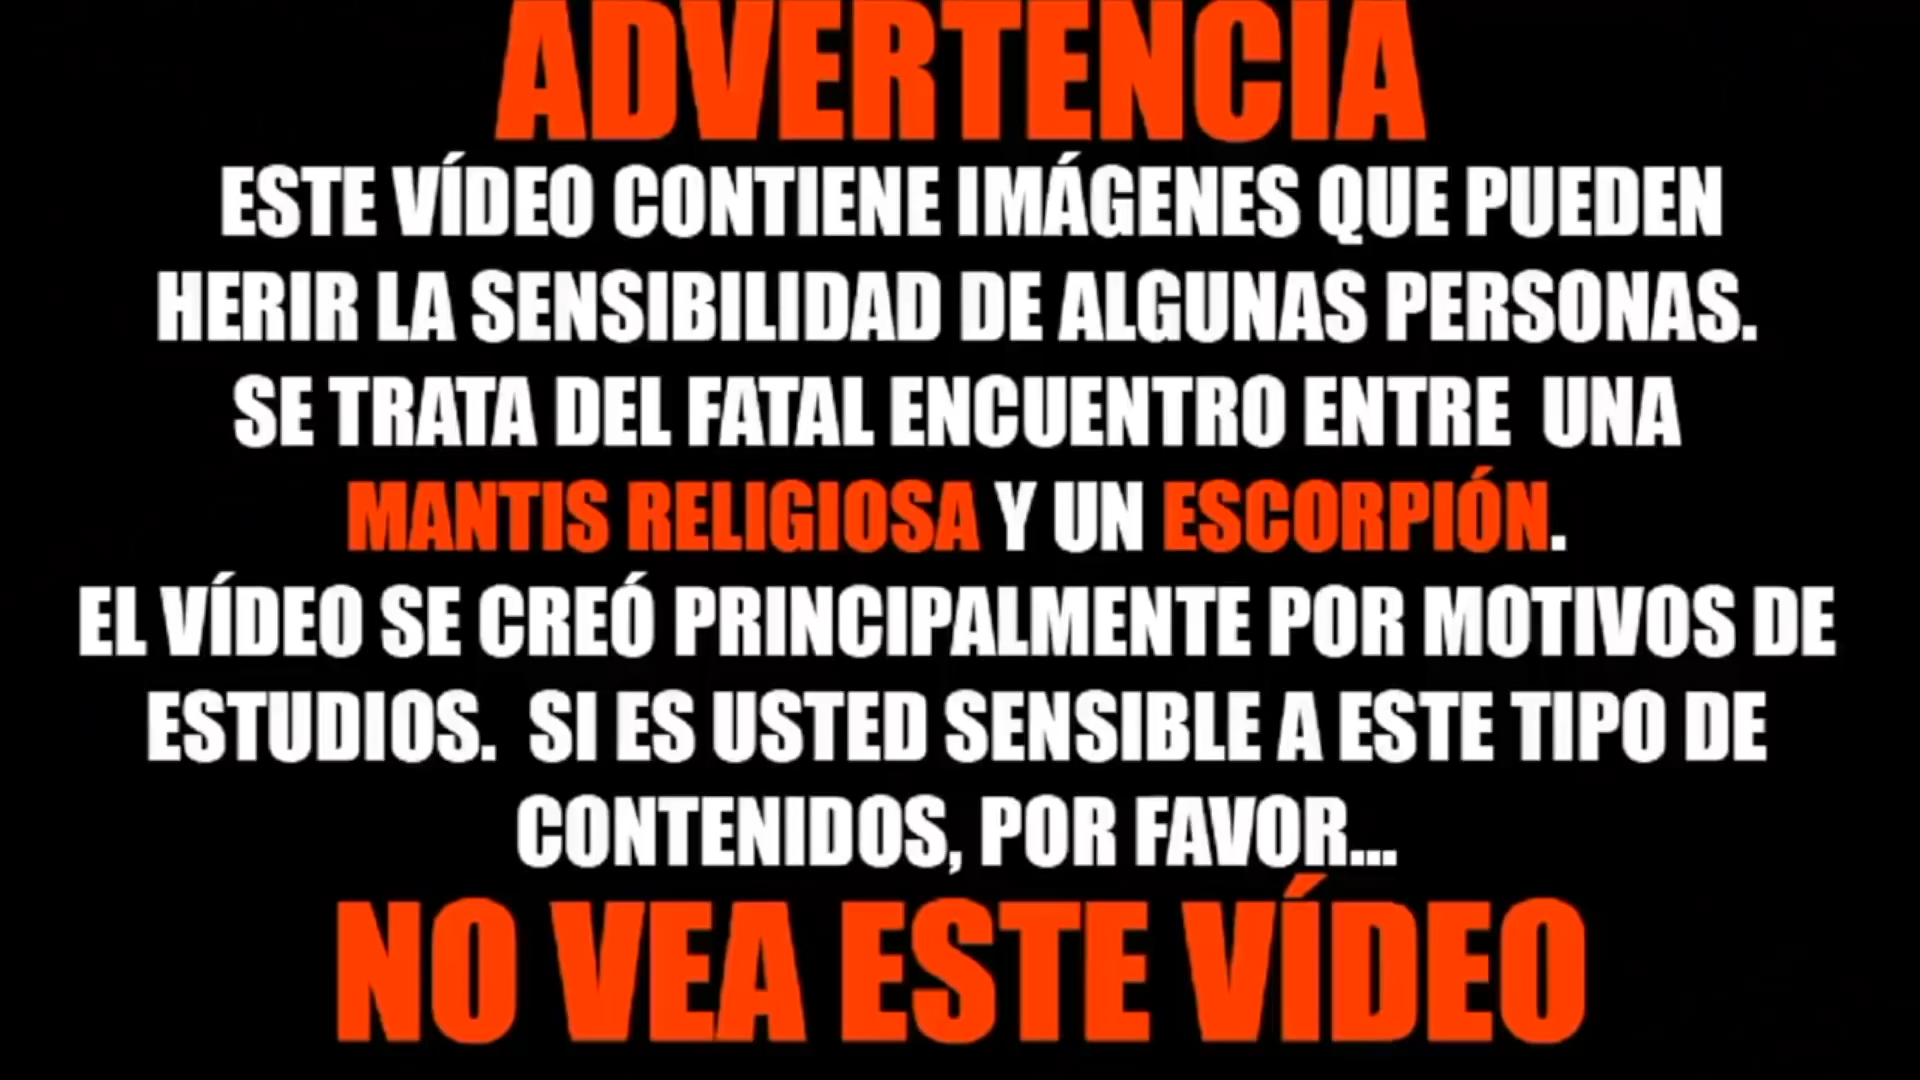 ADVERTENCIA
ESTE VÍDEO CONTIENE IMÁGENES QUE PUEDEN
HERIR LA SENSIBILIDAD DE ALGUNAS PERSONAS.
SE TRATA DEL FATAL ENCUENTRO ENTRE UNA
MANTIS RELIGIOSA Y UN ESCORPIÓN.
EL VÍDEO SE CREÓ PRINCIPALMENTE POR MOTIVOS DE
ESTUDIOS. SI ES USTED SENSIBLE A ESTE TIPO DE
CONTENIDOS, POR FAVOR...
NO VEA ESTE VÍDEO